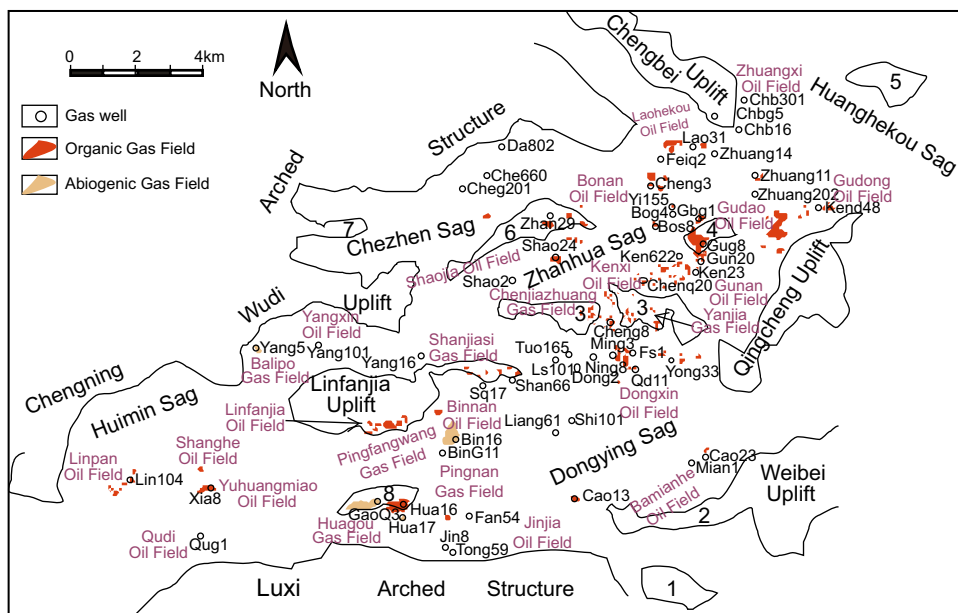 0 2 4km
North
Gas well
Organic Gas Field
Abiogenic Gas Field
Chengbei
Uplift
Zhuangxi
Oil Field
Chb301
Chbg5
Chb16
Huanghekou Sag
5
Laohekou
Oil Field
Lao31
Feiq2
Zhuang14
Arched
Structure
Da802
Che660
Cheg201
Cheng3
Zhuang11
Zhuang202
Gudong
Oil Field
Kend48
Bonan
Oil Field
Yi155
Bog48
Gbg1
Bos8
Gudao
Oil Field
4
Gug8
Gun20
Ken622
Ken23
7
Chezhen Sag
6
Zhan29
Shao24
Zhanhua Sag
Shaojia Oil Field
Shao2
Kenxi
Oil Field
Chenq20
Gunan
Oil Field
Chenjiazhuang
Gas Field
3
3
Yanjia
Gas Field
Qingcheng Uplift
Wudi
Uplift
Yangxin
Oil Field
Yang5
Yang101
Yang16
Balipo
Gas Field
Shanjiasi
Gas Field
Tuo165
Cheng8
Ming3
Fs1
Ls101
Ning8
Dong2
Qd11
Yong33
Chengning
Huimin Sag
Linfanjia
Uplift
Linfanjia
Oil Field
Sq17
Shan66
Dongxin
Oil Field
Binnan
Oil Field
Liang61
Shi101
Bin16
BinG11
Pingfangwang
Gas Field
Dongying Sag
Shanghe
Oil Field
Linpan
Oil Field
Lin104
Xia8
Yuhuangmiao
Oil Field
Pingnan
Gas Field
Cao23
Mian1
Weibei
Uplift
Bamianhe
Oil Field
2
Cao13
8
GaoQ3
Hua16
Hua17
Huagou
Gas Field
Fan54
Jinjia
Oil Field
Jin8
Tong59
Qudi
Oil Field
Qug1
Luxi
Arched
Structure
1